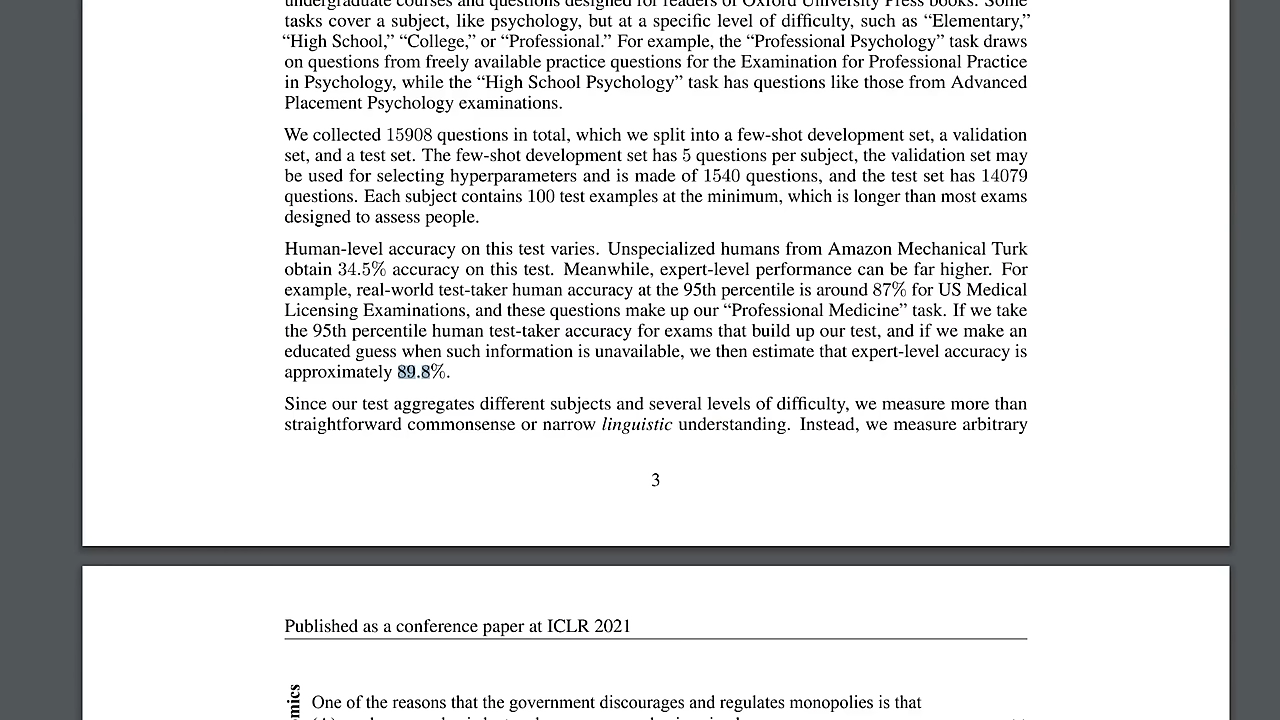 undergraduate courses and questions designed for readers of Oxford University Press books. Some
tasks cover a subject, like psychology, but at a specific level of difficulty, such as “Elementary,”
“High School,” “College,” or “Professional.” For example, the “Professional Psychology” task draws
on questions from freely available practice questions for the Examination for Professional Practice
in Psychology, while the “High School Psychology” task has questions like those from Advanced
Placement Psychology examinations.
We collected 15908 questions in total, which we split into a few-shot development set, a validation
set, and a test set. The few-shot development set has 5 questions per subject, the validation set may
be used for selecting hyperparameters and is made of 1540 questions, and the test set has 14079
questions. Each subject contains 100 test examples at the minimum, which is longer than most exams
designed to assess people.
Human-level accuracy on this test varies. Unspecialized humans from Amazon Mechanical Turk
obtain 34.5% accuracy on this test. Meanwhile, expert-level performance can be far higher. For
example, real-world test-taker human accuracy at the 95th percentile is around 87% for US Medical
Licensing Examinations, and these questions make up our “Professional Medicine” task. If we take
the 95th percentile human test-taker accuracy for exams that build up our test, and if we make an
educated guess when such information is unavailable, we then estimate that expert-level accuracy is
approximately 89.8%.
Since our test aggregates different subjects and several levels of difficulty, we measure more than
straightforward commonsense or narrow linguistic understanding. Instead, we measure arbitrary
3
Published as a conference paper at ICLR 2021
mics
One of the reasons that the government discourages and regulates monopolies is that